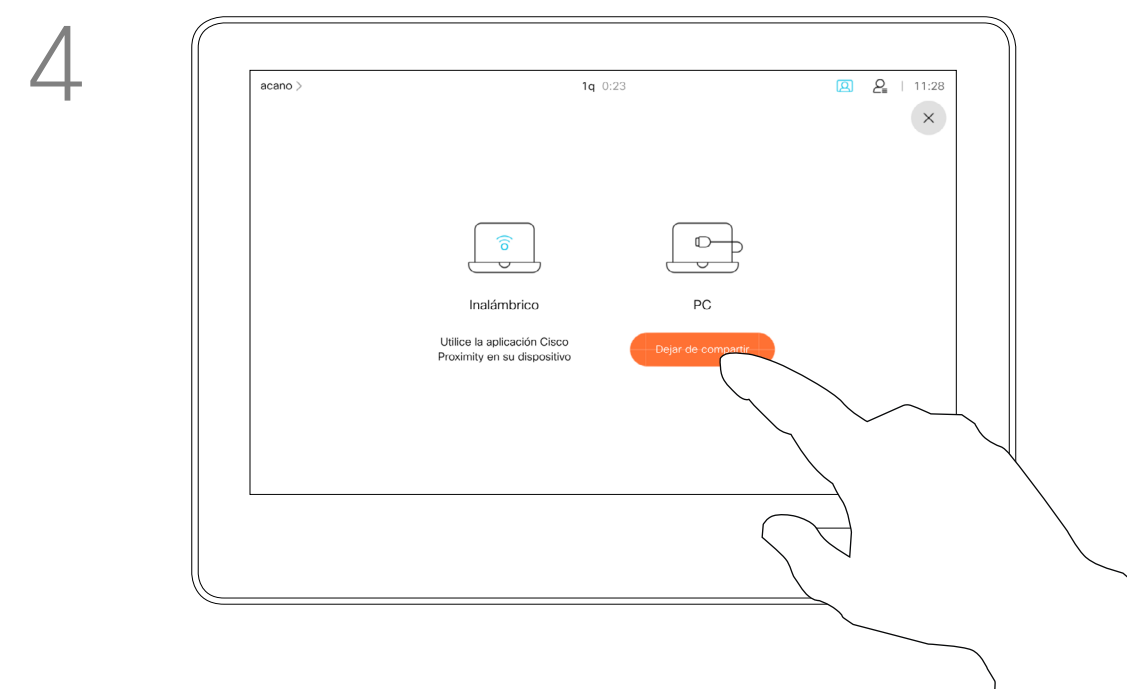 4
acano >
1q 0:23
11:28
Inalámbrico
PC
Utilice la aplicación Cisco
Proximity en su dispositivo
Dejar de compartir